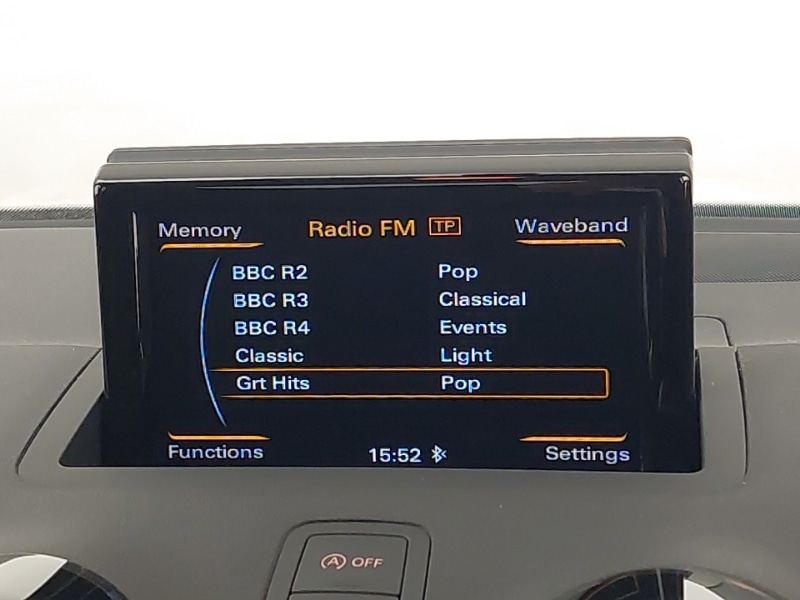 Memory Radio FM TP Waveband
BBC R2 Pop
BBC R3 Classical
BBC R4 Events
Classic Light
Grt Hits Pop
Functions 15:52 Settings
A OFF